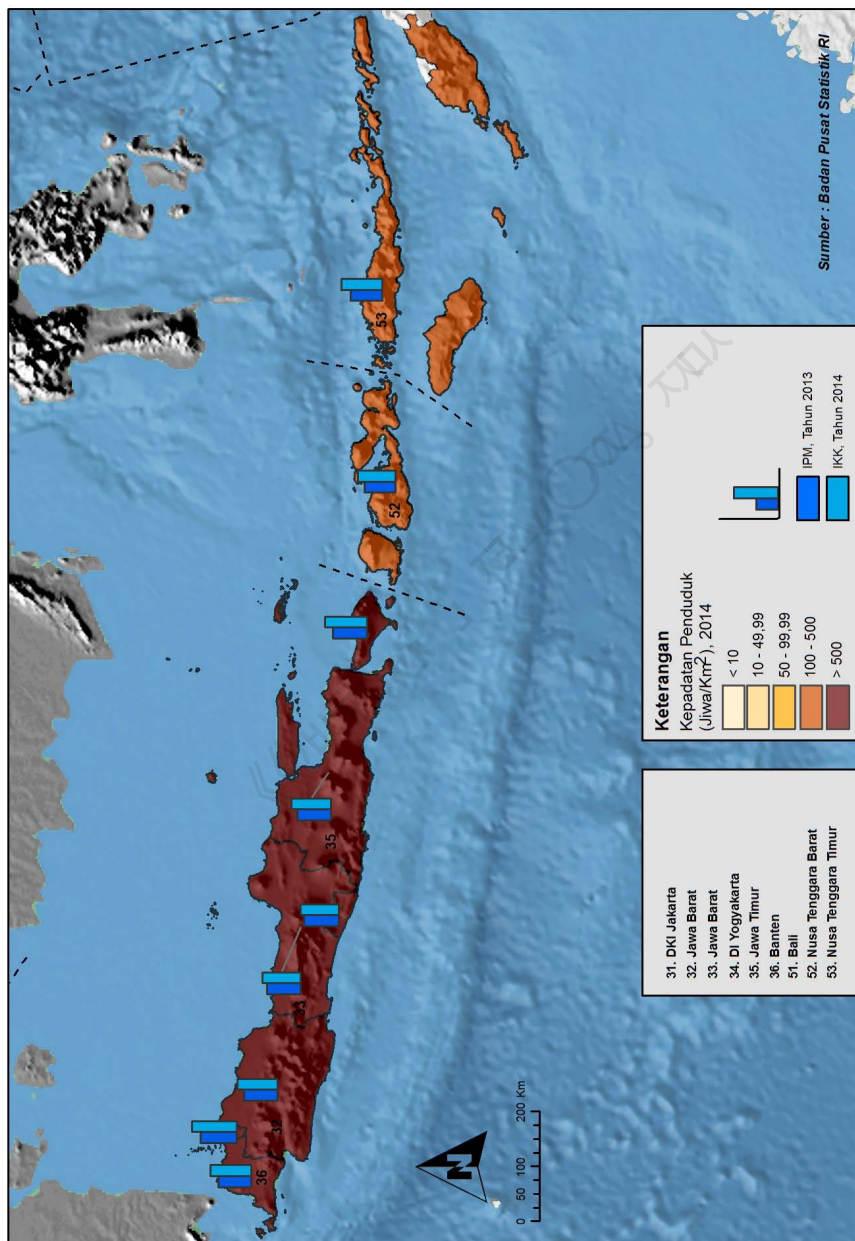 36
32
33
35
52
53
N
0 50 100 200 Km
31. DKI Jakarta
32. Jawa Barat
33. Jawa Barat
34. DI Yogyakarta
35. Jawa Timur
36. Banten
51. Bali
52. Nusa Tenggara Barat
53. Nusa Tenggara Timur
Keterangan
Kepadatan Penduduk
(Jiwa/Km²), 2014
< 10
10 - 49,99
50 - 99,99
100 - 500
> 500
IPM, Tahun 2013
IKK, Tahun 2014
Sumber : Badan Pusat Statistik RI